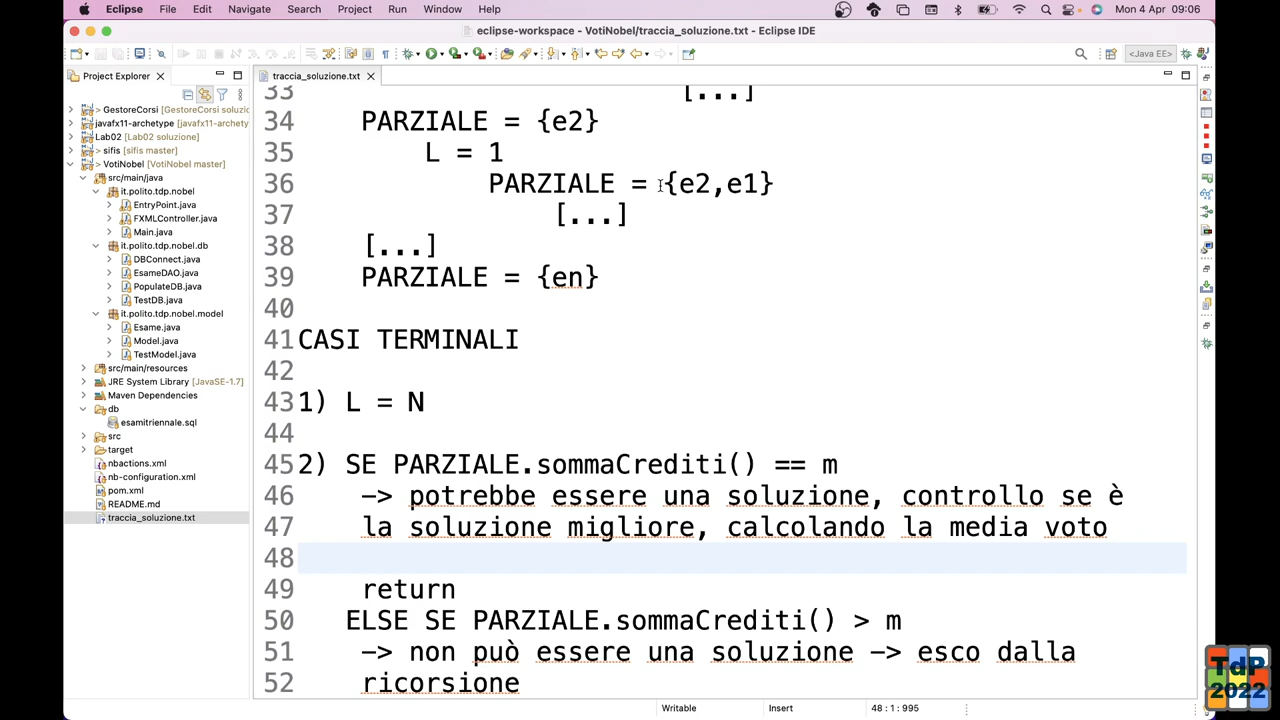 Eclipse File Edit Navigate Search Project Run Window Help Mon 4 Apr 09:06
eclipse-workspace - VotiNobel/traccia_soluzione.txt - Eclipse IDE
<Java EE>
Project Explorer
traccia_soluzione.txt
> GestoreCorsi [GestoreCorsi soluzic
javafx11-archetype [javafx11-archety
Lab02 [Lab02 soluzione]
> sifis [sifis master]
> VotiNobel [VotiNobel master]
src/main/java
it.polito.tdp.nobel
EntryPoint.java
FXMLController.java
Main.java
it.polito.tdp.nobel.db
DBConnect.java
EsameDAO.java
PopulateDB.java
TestDB.java
it.polito.tdp.nobel.model
Esame.java
Model.java
TestModel.java
src/main/resources
JRE System Library [JavaSE-1.7]
Maven Dependencies
db
esamitriennale.sql
src
target
nbactions.xml
nb-configuration.xml
pom.xml
README.md
traccia_soluzione.txt
33 [...]
34 PARZIALE = {e2}
35 L = 1
36 PARZIALE = {e2,e1}
37 [...]
38 [...]
39 PARZIALE = {en}
40
41 CASI TERMINALI
42
43 1) L = N
44
45 2) SE PARZIALE.sommaCrediti() == m
46 -> potrebbe essere una soluzione, controllo se è
47 la soluzione migliore, calcolando la media voto
48
49 return
50 ELSE SE PARZIALE.sommaCrediti() > m
51 -> non può essere una soluzione -> esco dalla
52 ricorsione
Writable Insert 48 : 1 : 995
TdP
2022